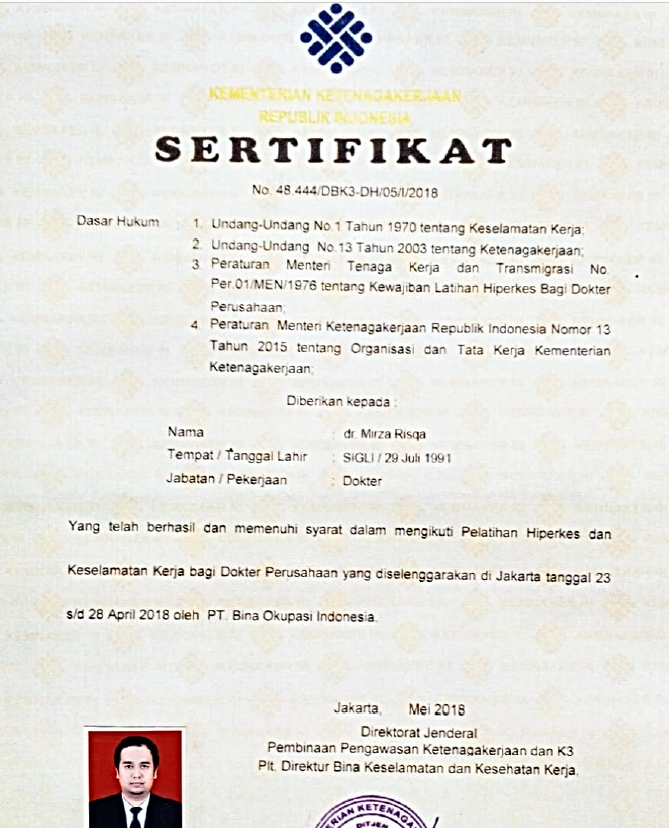 KEMENTERIAN KETENAGAKERJAAN
REPUBLIK INDONESIA
SERTIFIKAT
No. 48.444/DBK3-DH/05/I/2018
Dasar Hukum 1. Undang-Undang No.1 Tahun 1970 tentang Keselamatan Kerja;
2. Undang-Undang No.13 Tahun 2003 tentang Ketenagakerjaan;
3. Peraturan Menteri Tenaga Kerja dan Transmigrasi No.
Per.01/MEN/1976 tentang Kewajiban Latihan Hiperkes Bagi Dokter
Perusahaan;
4. Peraturan Menteri Ketenagakerjaan Republik Indonesia Nomor 13
Tahun 2015 tentang Organisasi dan Tata Kerja Kementerian
Ketenagakerjaan;
Diberikan kepada :
Nama : dr. Mirza Risqa
Tempat / Tanggal Lahir : SIGLI / 29 Juli 1991
Jabatan / Pekerjaan : Dokter
Yang telah berhasil dan memenuhi syarat dalam mengikuti Pelatihan Hiperkes dan
Keselamatan Kerja bagi Dokter Perusahaan yang diselenggarakan di Jakarta tanggal 23
s/d 28 April 2018 oleh PT. Bina Okupasi Indonesia.
Jakarta, Mei 2018
Direktorat Jenderal
Pembinaan Pengawasan Ketenagakerjaan dan K3
Plt. Direktur Bina Keselamatan dan Kesehatan Kerja,
KETENAGA
DITJEN